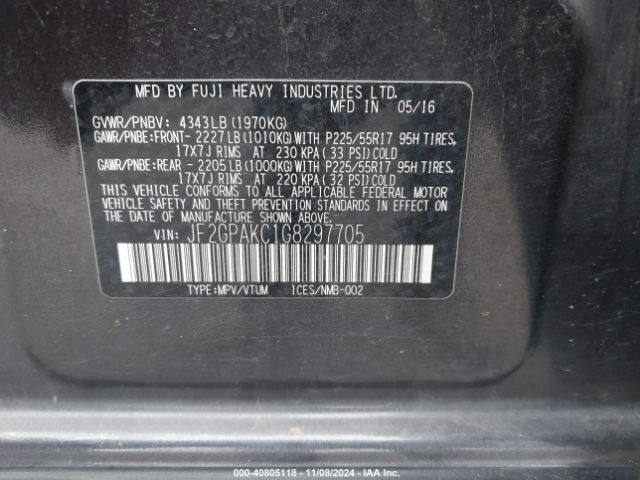 MFD BY FUJI HEAVY INDUSTRIES LTD.
MFD IN 05/16
GVWR/PNBV: 4343LB(1970KG)
GAWR/PNBE:FRONT- 2227LB(1010KG)WITH P225/55R17 95H TIRES,
17X7J RIMS AT 230 KPA(33 PSI)COLD
GAWR/PNBE:REAR - 2205LB(1000KG)WITH P225/55R17 95H TIRES,
17X7J RIMS AT 220 KPA(32 PSI)COLD
THIS VEHICLE CONFORMS TO ALL APPLICABLE FEDERAL MOTOR
VEHICLE SAFETY AND THEFT PREVENTION STANDARDS
IN EFFECT ON THE DATE OF MANUFACTURE SHOWN ABOVE.
VIN: JF2GPAKC1G8297705
TYPE:MPV/VTUM ICES/NMB-002
000-40805118 - 11/08/2024 - IAA Inc.